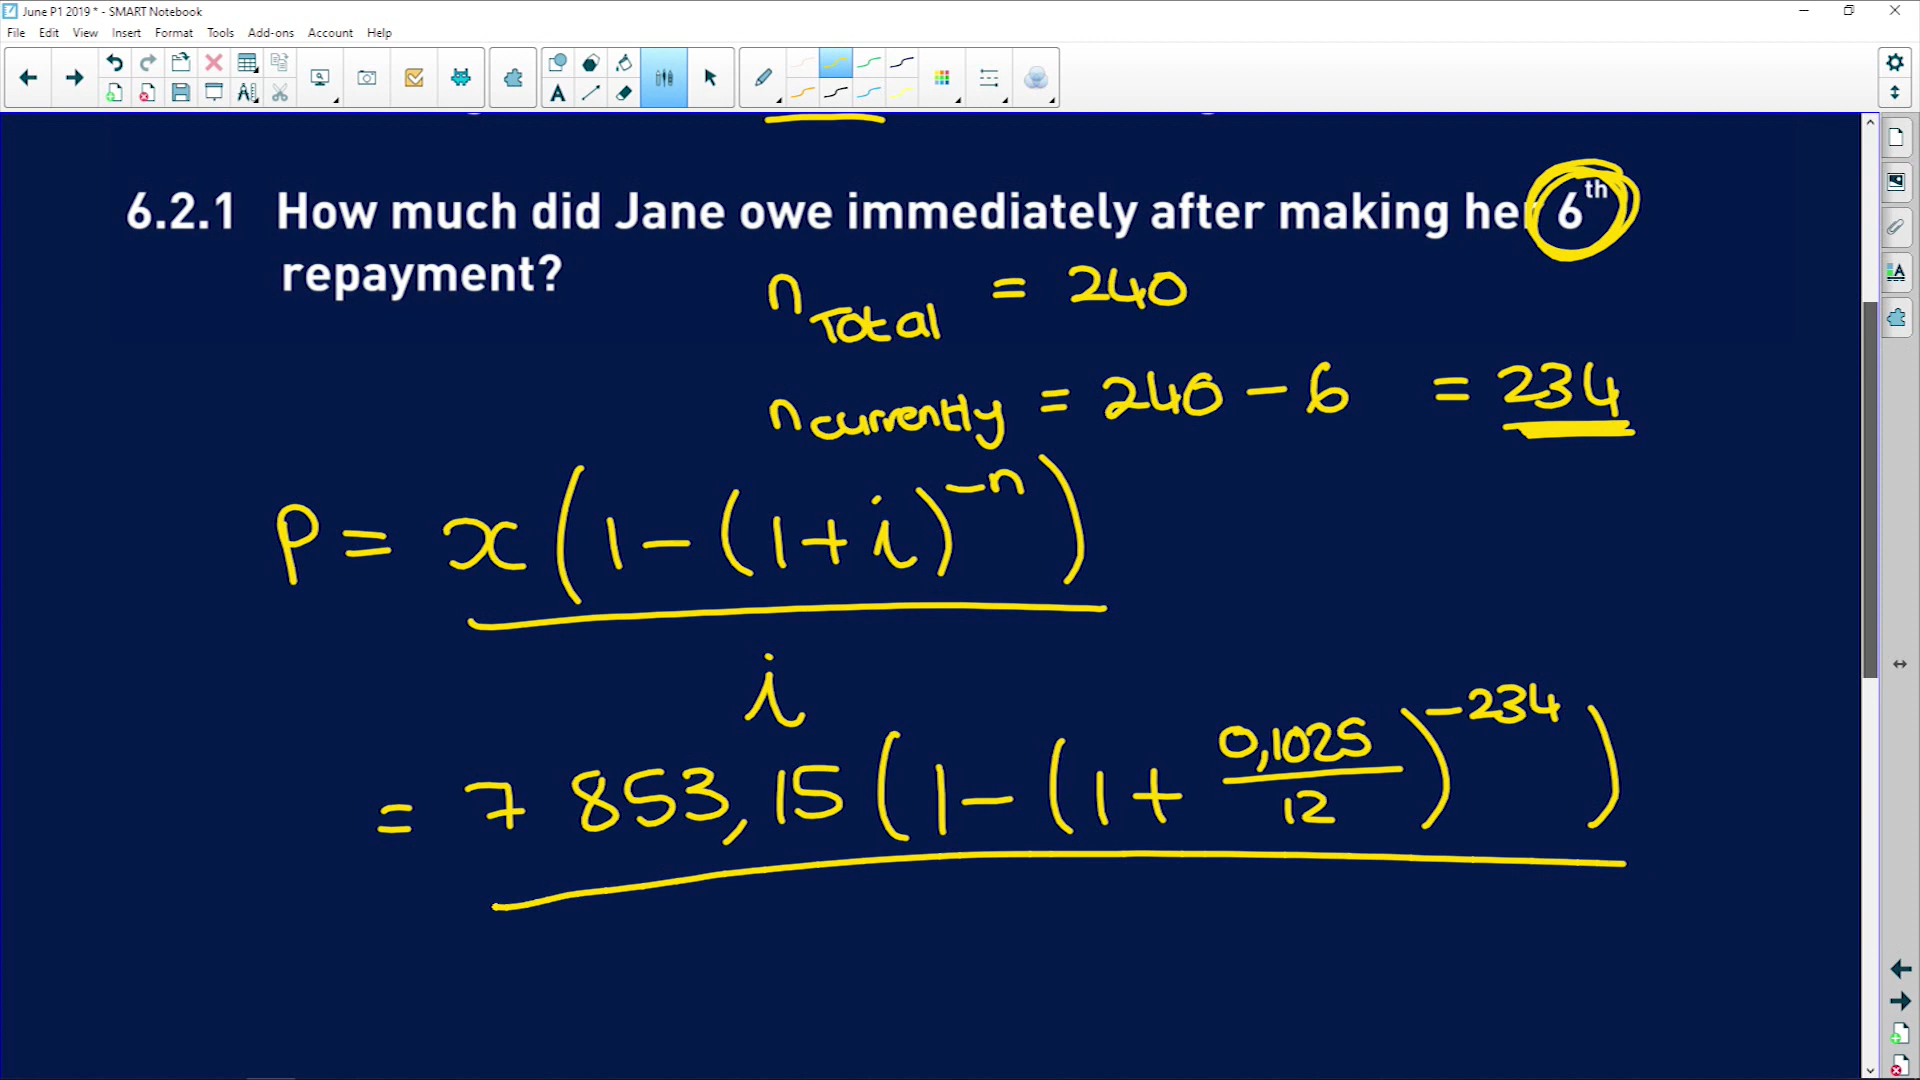 June P1 2019 * - SMART Notebook
File Edit View Insert Format Tools Add-ons Account Help
6.2.1 How much did Jane owe immediately after making her 6th
repayment?
n Total = 240
n currently = 240 - 6 = 234
P = x(1-(1+i)^-n)
i
= 7 853,15(1-(1+ 0,1025/12)^-234)